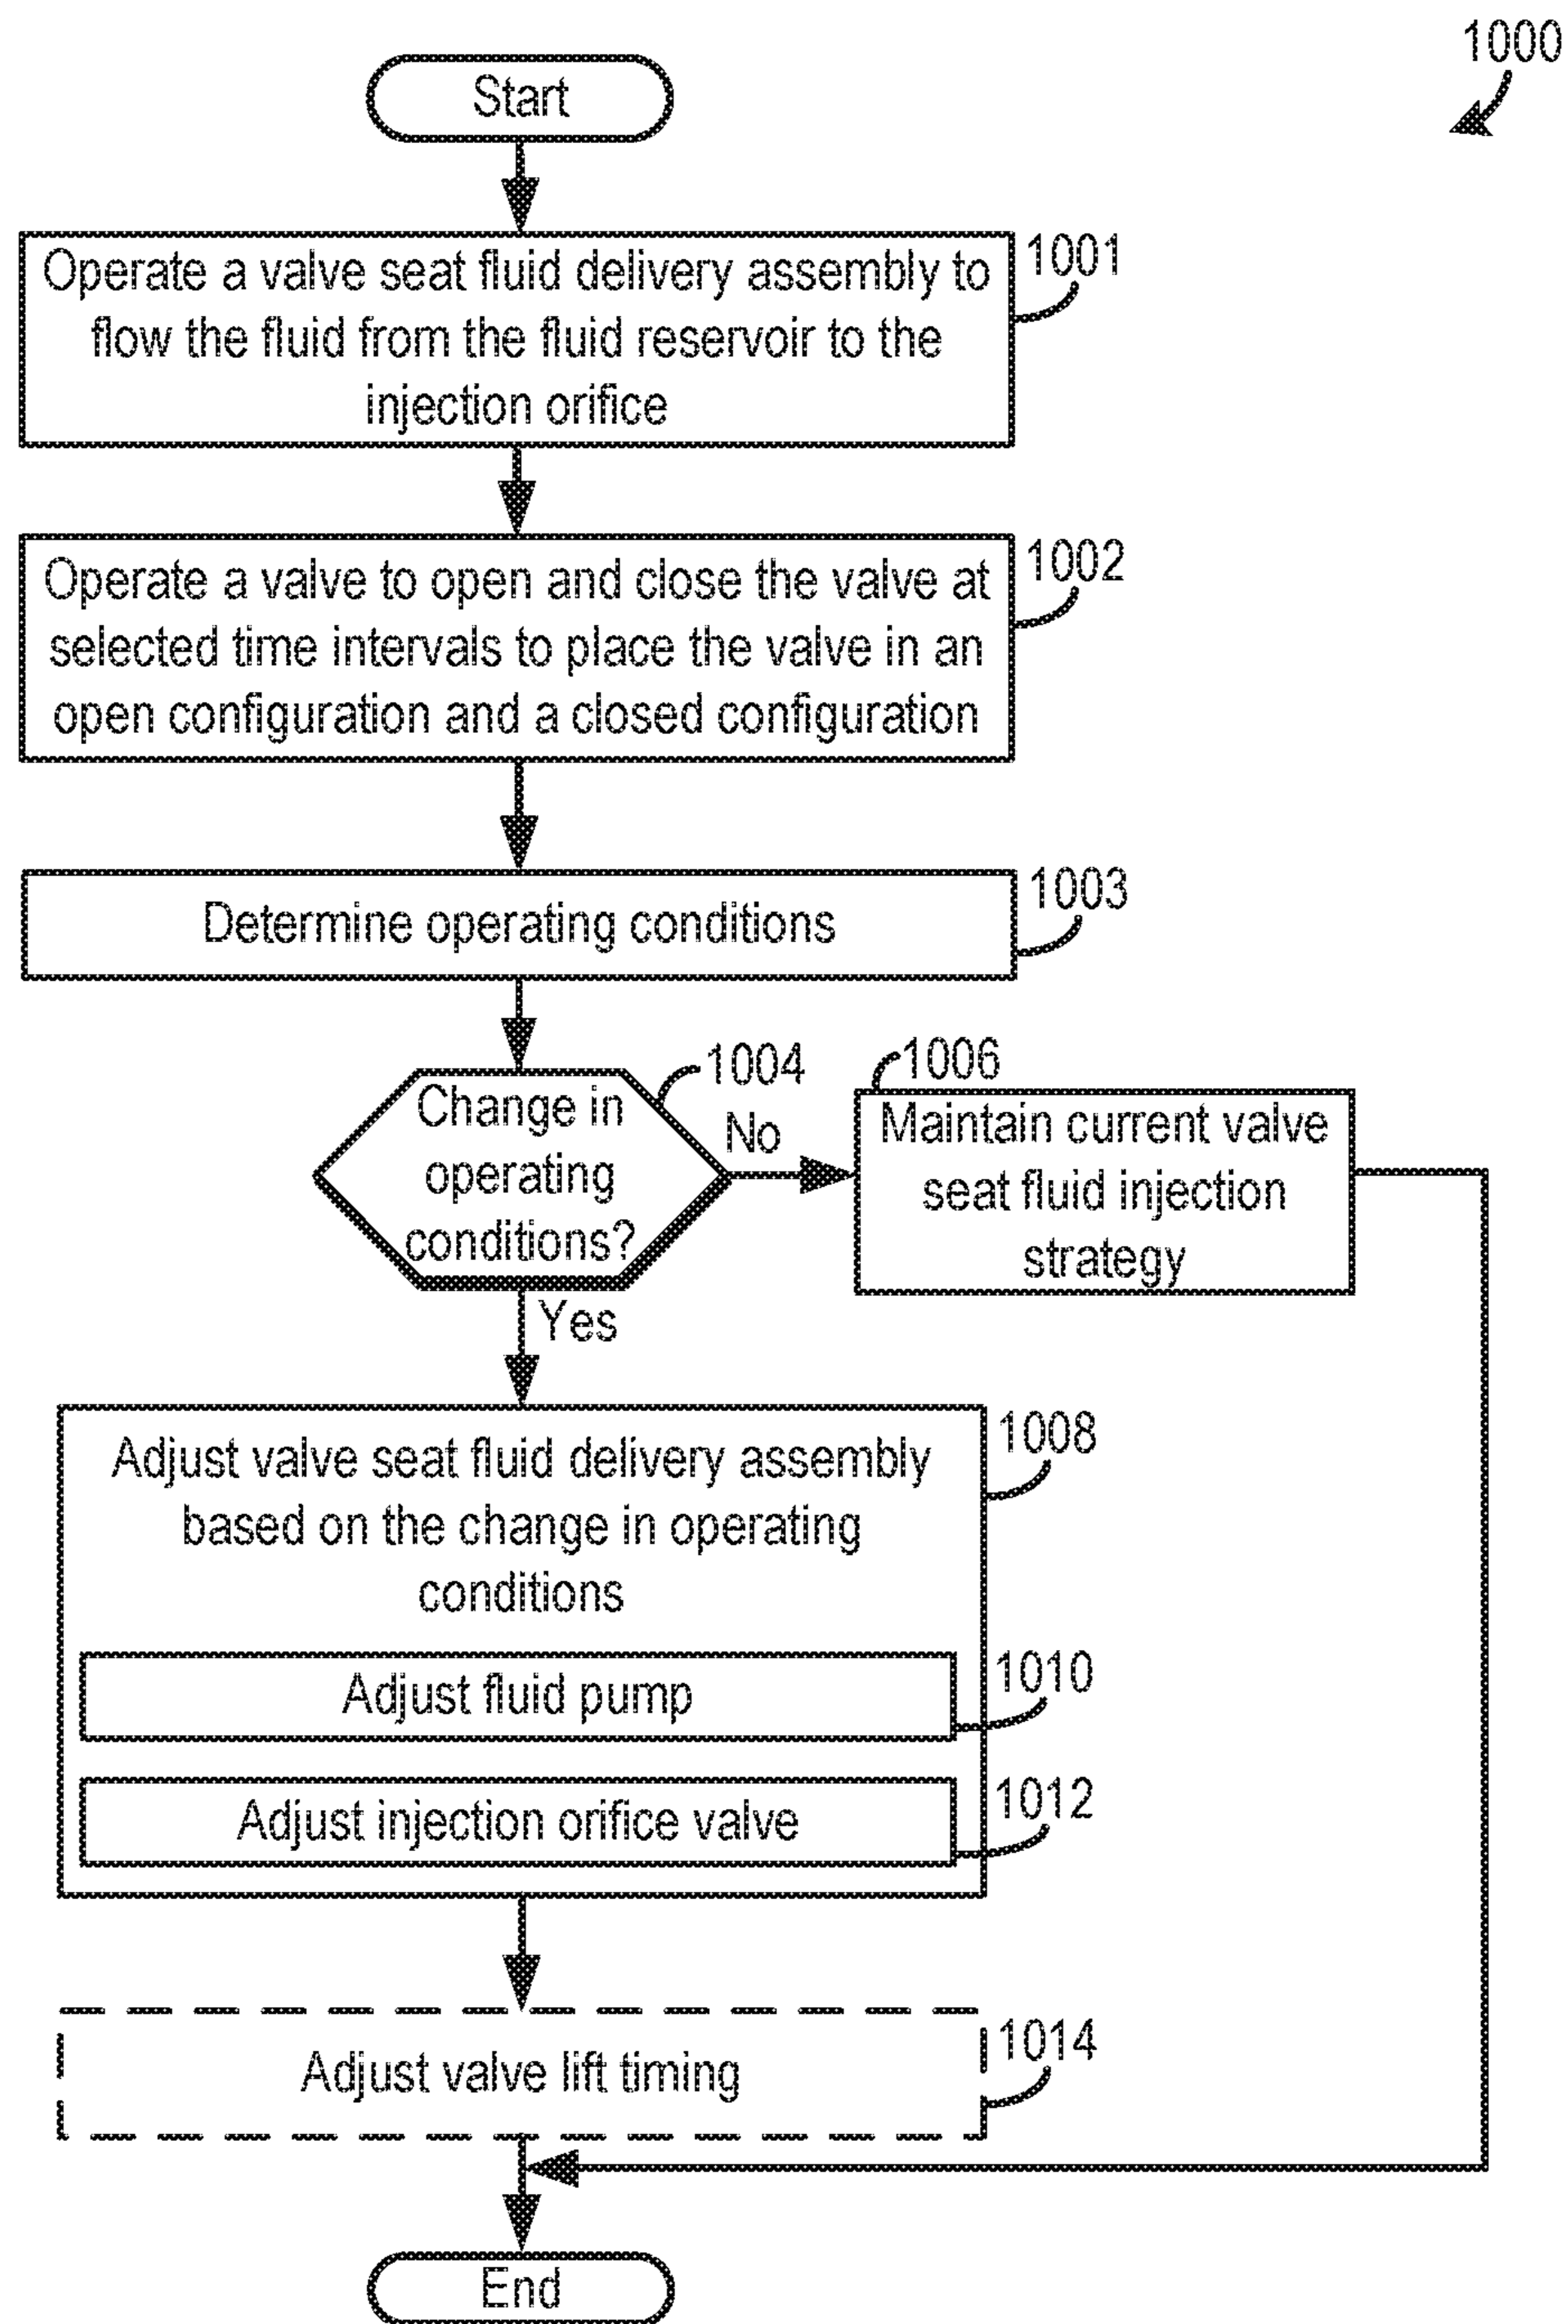 1000
Start
Operate a valve seat fluid delivery assembly to
flow the fluid from the fluid reservoir to the
injection orifice
1001
Operate a valve to open and close the valve at
selected time intervals to place the valve in an
open configuration and a closed configuration
1002
Determine operating conditions
1003
Change in
operating
conditions?
1004
No
1006
Maintain current valve
seat fluid injection
strategy
Yes
Adjust valve seat fluid delivery assembly
based on the change in operating
conditions
1008
Adjust fluid pump
1010
Adjust injection orifice valve
1012
Adjust valve lift timing
1014
End